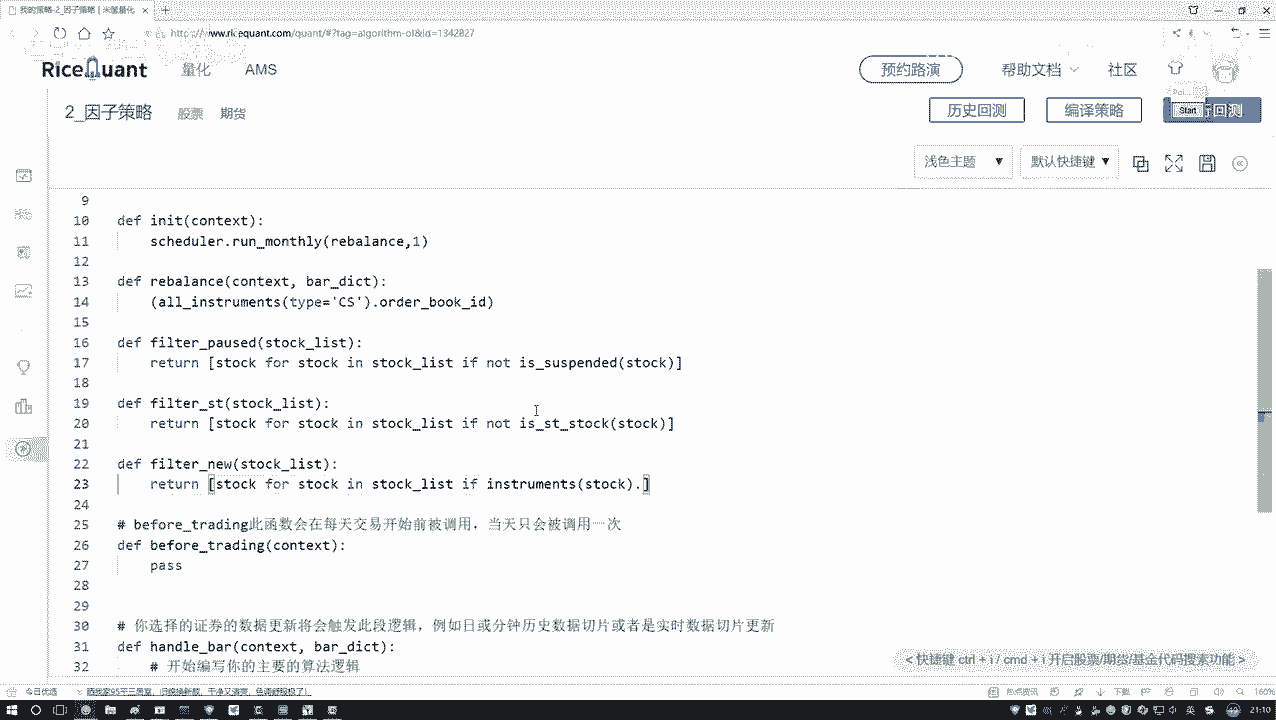 我的策略-2_因子策略 | 米筐量化
www.ricequant.com/quant/#?tag=algorithm-ol&id=1342827
RiceQuant 量化 AMS 预约路演 帮助文档 社区
2_因子策略 股票 期货 历史回测 编译策略 回测
Start
浅色主题 ▼ 默认快捷键 ▼
9
10 def init(context):
11 scheduler.run_monthly(rebalance,1)
12
13 def rebalance(context, bar_dict):
14 (all_instruments(type='CS').order_book_id)
15
16 def filter_paused(stock_list):
17 return [stock for stock in stock_list if not is_suspended(stock)]
18
19 def filter_st(stock_list):
20 return [stock for stock in stock_list if not is_st_stock(stock)]
21
22 def filter_new(stock_list):
23 return [stock for stock in stock_list if instruments(stock).]
24
25 # before_trading此函数会在每天交易开始前被调用，当天只会被调用一次
26 def before_trading(context):
27 pass
28
29
30 # 你选择的证券的数据更新将会触发此段逻辑，例如日或分钟历史数据切片或者是实时数据切片更新
31 def handle_bar(context, bar_dict):
32 # 开始编写你的主要的算法逻辑
< 快捷键 ctrl + i / cmd + i 开启股票/期货/基金代码搜索功能 >
今日优选 热点资讯 下载 160%
英 21:10